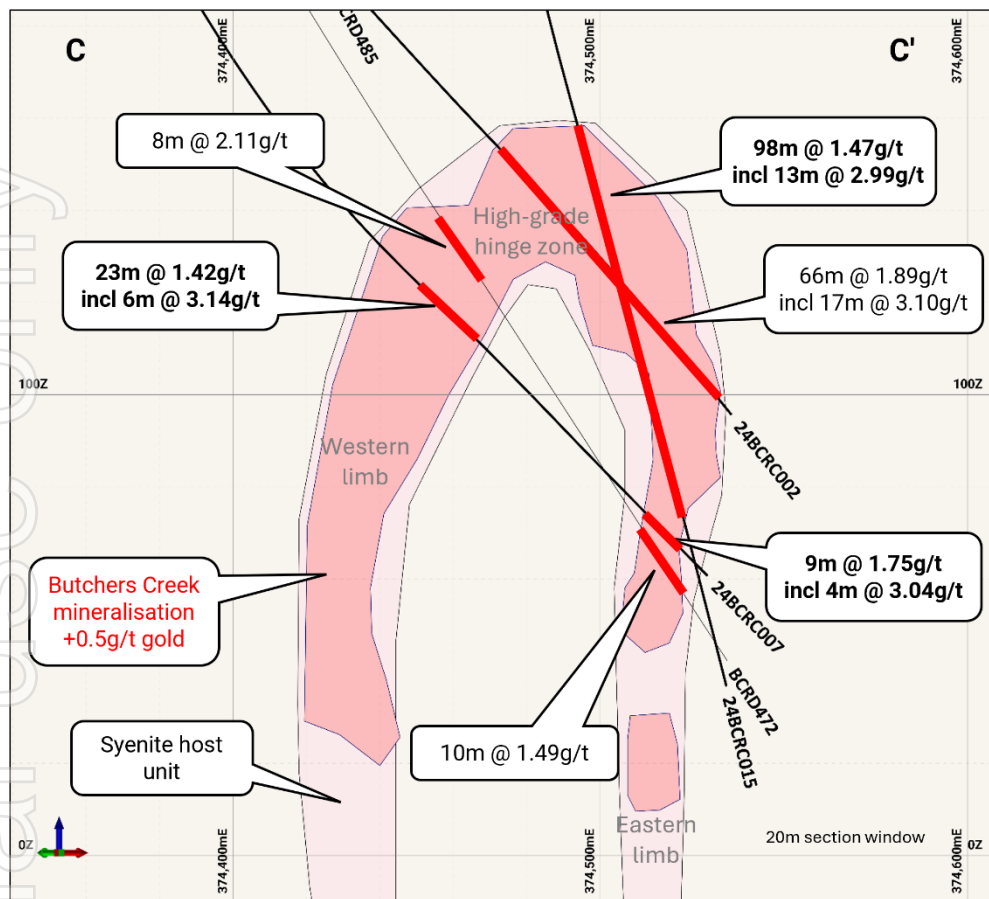 C
C'
374,400mE
374,500mE
374,600mE
8m @ 2.11g/t
98m @ 1.47g/t
incl 13m @ 2.99g/t
High-grade
hinge zone
23m @ 1.42g/t
incl 6m @ 3.14g/t
66m @ 1.89g/t
incl 17m @ 3.10g/t
100Z
100Z
24BCRC002
Western
limb
Butchers Creek
mineralisation
+0.5g/t gold
9m @ 1.75g/t
incl 4m @ 3.04g/t
24BCRC007
BCRD472
24BCRC015
Syenite host
unit
10m @ 1.49g/t
Eastern
limb
20m section window
0Z
0Z
374,400mE
374,500mE
374,600mE